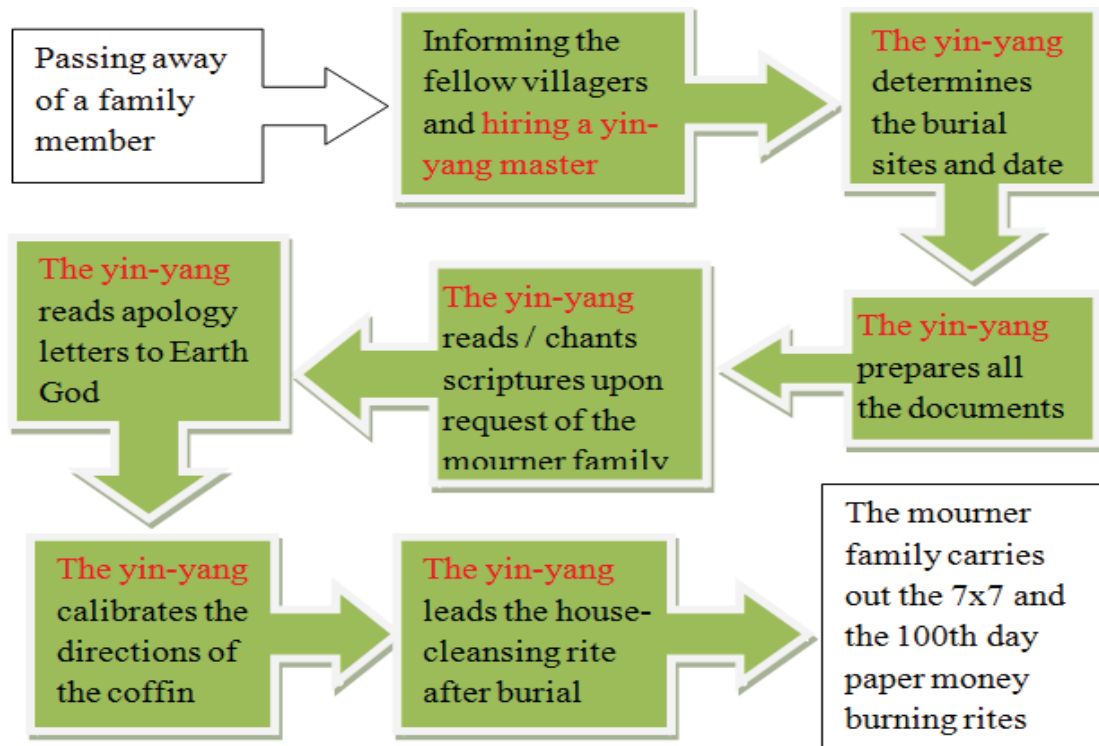 Passing away
of a family
member
Informing the
fellow villagers
and hiring a yin-
yang master
The yin-yang
determines
the burial
sites and date
The yin-yang
prepares all
the documents
The yin-yang
reads / chants
scriptures upon
request of the
mourner family
The yin-yang
reads apology
letters to Earth
God
The yin-yang
calibrates the
directions of
the coffin
The yin-yang
leads the house-
cleansing rite
after burial
The mourner
family carries
out the 7x7 and
the 100th day
paper money
burning rites